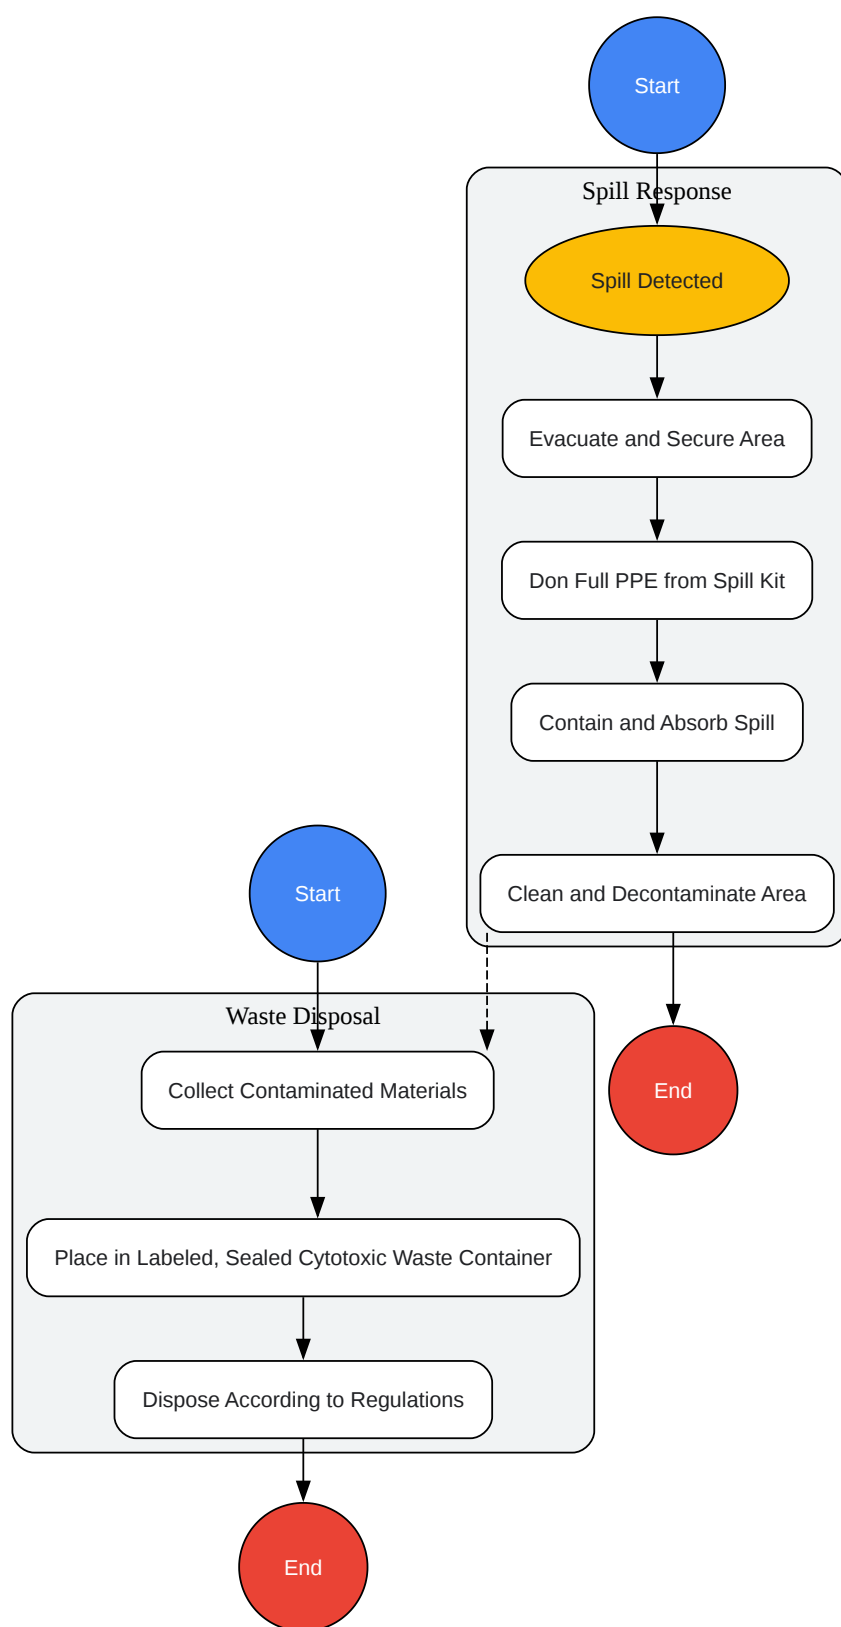 Start
Spill Response
Spill Detected
Evacuate and Secure Area
Don Full PPE from Spill Kit
Contain and Absorb Spill
Clean and Decontaminate Area
End
Start
Waste Disposal
Collect Contaminated Materials
Place in Labeled, Sealed Cytotoxic Waste Container
Dispose According to Regulations
End